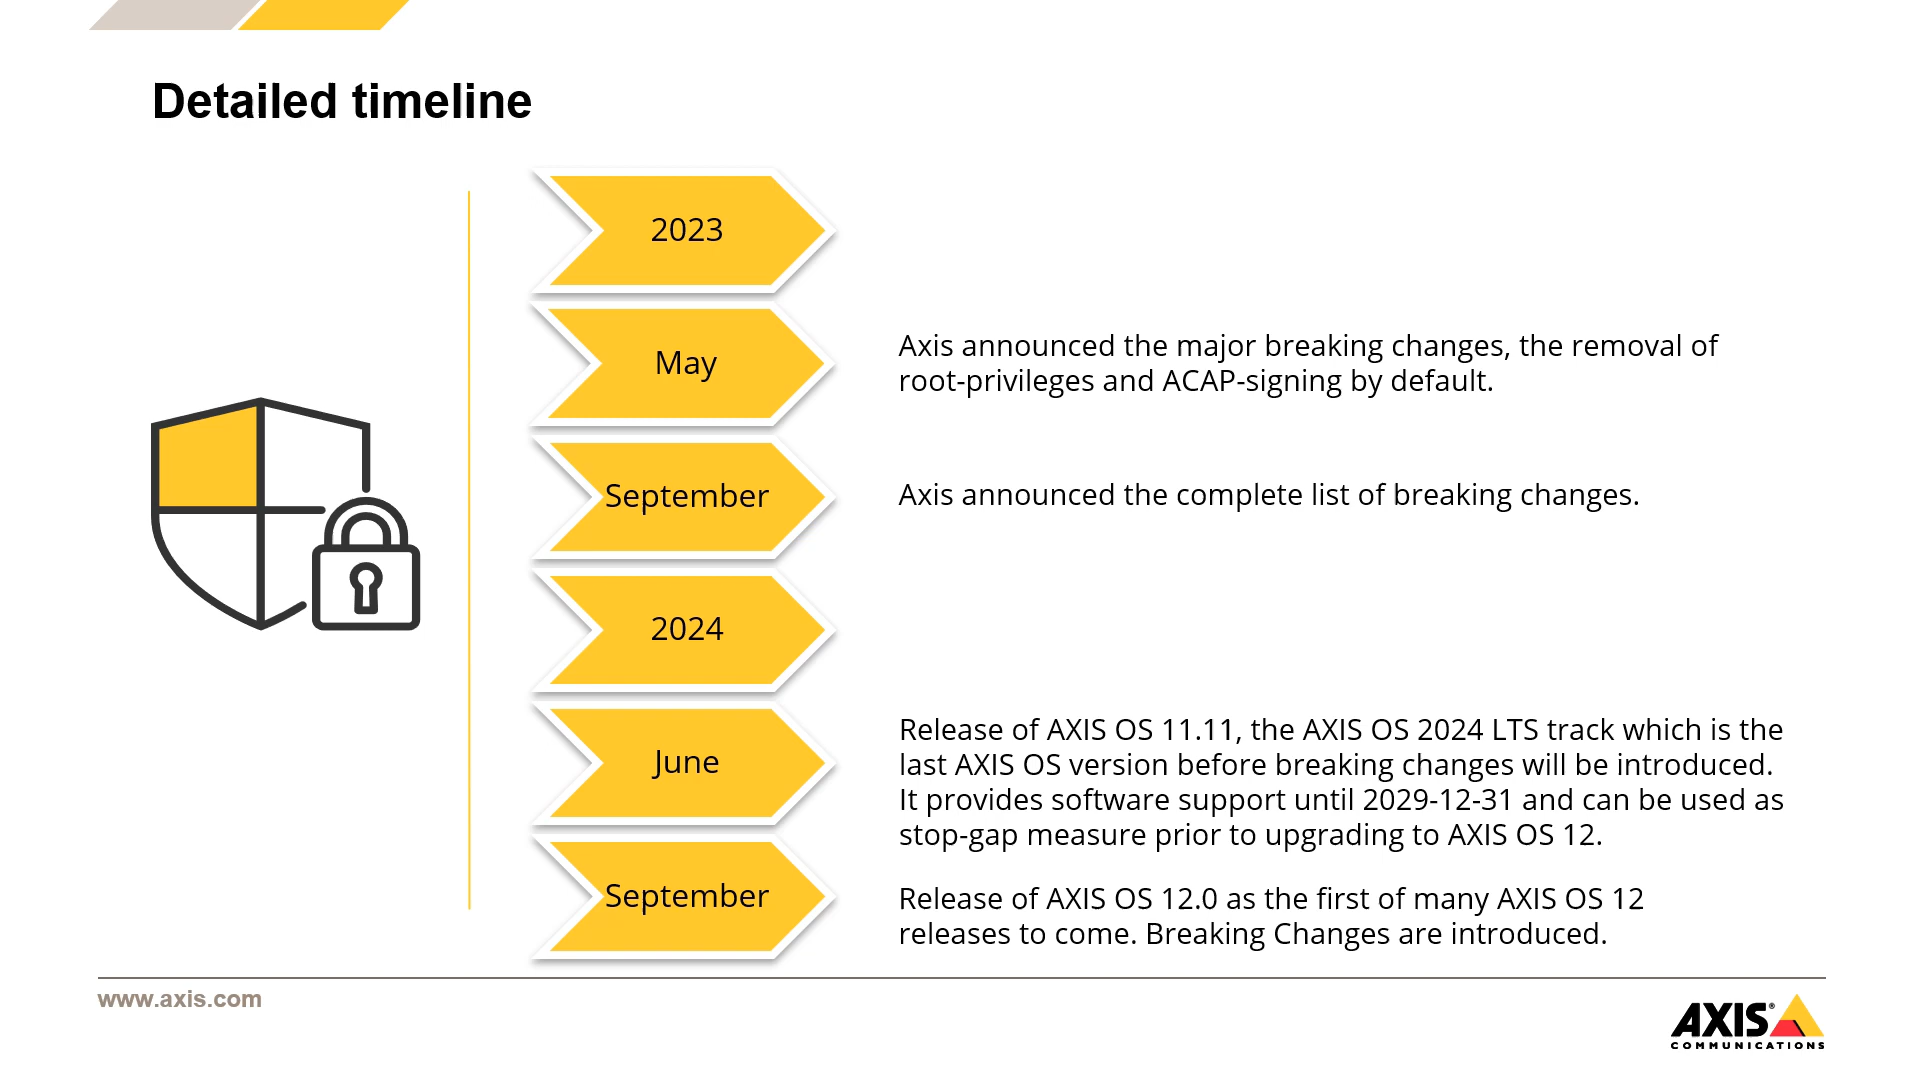 Detailed timeline
2023
May
Axis announced the major breaking changes, the removal of
root-privileges and ACAP-signing by default.
September
Axis announced the complete list of breaking changes.
2024
June
Release of AXIS OS 11.11, the AXIS OS 2024 LTS track which is the
last AXIS OS version before breaking changes will be introduced.
It provides software support until 2029-12-31 and can be used as
stop-gap measure prior to upgrading to AXIS OS 12.
September
Release of AXIS OS 12.0 as the first of many AXIS OS 12
releases to come. Breaking Changes are introduced.
www.axis.com
AXIS®
COMMUNICATIONS